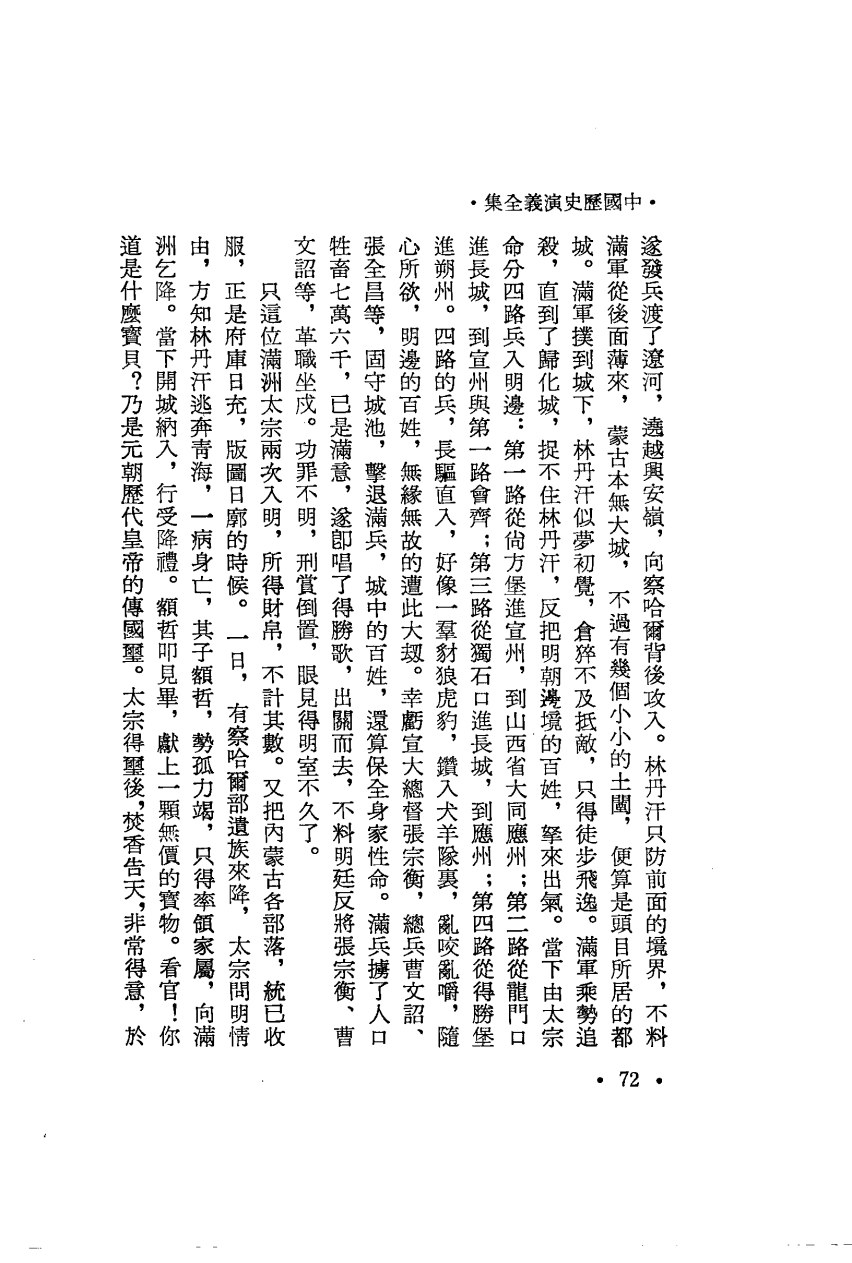 •中國歷史演義全集•
遂發兵渡了遼河，遶越興安嶺，向察哈爾背後攻入。林丹汗只防前面的境界，不料
滿軍從後面薄來，蒙古本無大城，不過有幾個小小的土闉，便算是頭目所居的都
城。滿軍撲到城下，林丹汗似夢初覺，倉猝不及抵敵，只得徒步飛逸。滿軍乘勢追
殺，直到了歸化城，捉不住林丹汗，反把明朝邊境的百姓，拏來出氣。當下由太宗
命分四路兵入明邊：第一路從尙方堡進宣州，到山西省大同應州；第二路從龍門口
進長城，到宣州與第一路會齊；第三路從獨石口進長城，到應州；第四路從得勝堡
進朔州。四路的兵，長驅直入，好像一羣豺狼虎豹，鑽入犬羊隊裏，亂咬亂嚼，隨
心所欲，明邊的百姓，無緣無故的遭此大刼。幸虧宣大總督張宗衡，總兵曹文詔、
張全昌等，固守城池，擊退滿兵，城中的百姓，還算保全身家性命。滿兵擄了人口
牲畜七萬六千，已是滿意，遂卽唱了得勝歌，出關而去，不料明廷反將張宗衡、曹
文詔等，革職坐戍。功罪不明，刑賞倒置，眼見得明室不久了。
只這位滿洲太宗兩次入明，所得財帛，不計其數。又把內蒙古各部落，統已收
服，正是府庫日充，版圖日廓的時候。一日，有察哈爾部遺族來降，太宗問明情
由，方知林丹汗逃奔青海，一病身亡，其子額哲，勢孤力竭，只得率領家屬，向滿
洲乞降。當下開城納入，行受降禮。額哲叩見畢，獻上一顆無價的寶物。看官！你
道是什麼寶貝？乃是元朝歷代皇帝的傳國璽。太宗得璽後，焚香告天，非常得意，於
• 72 •